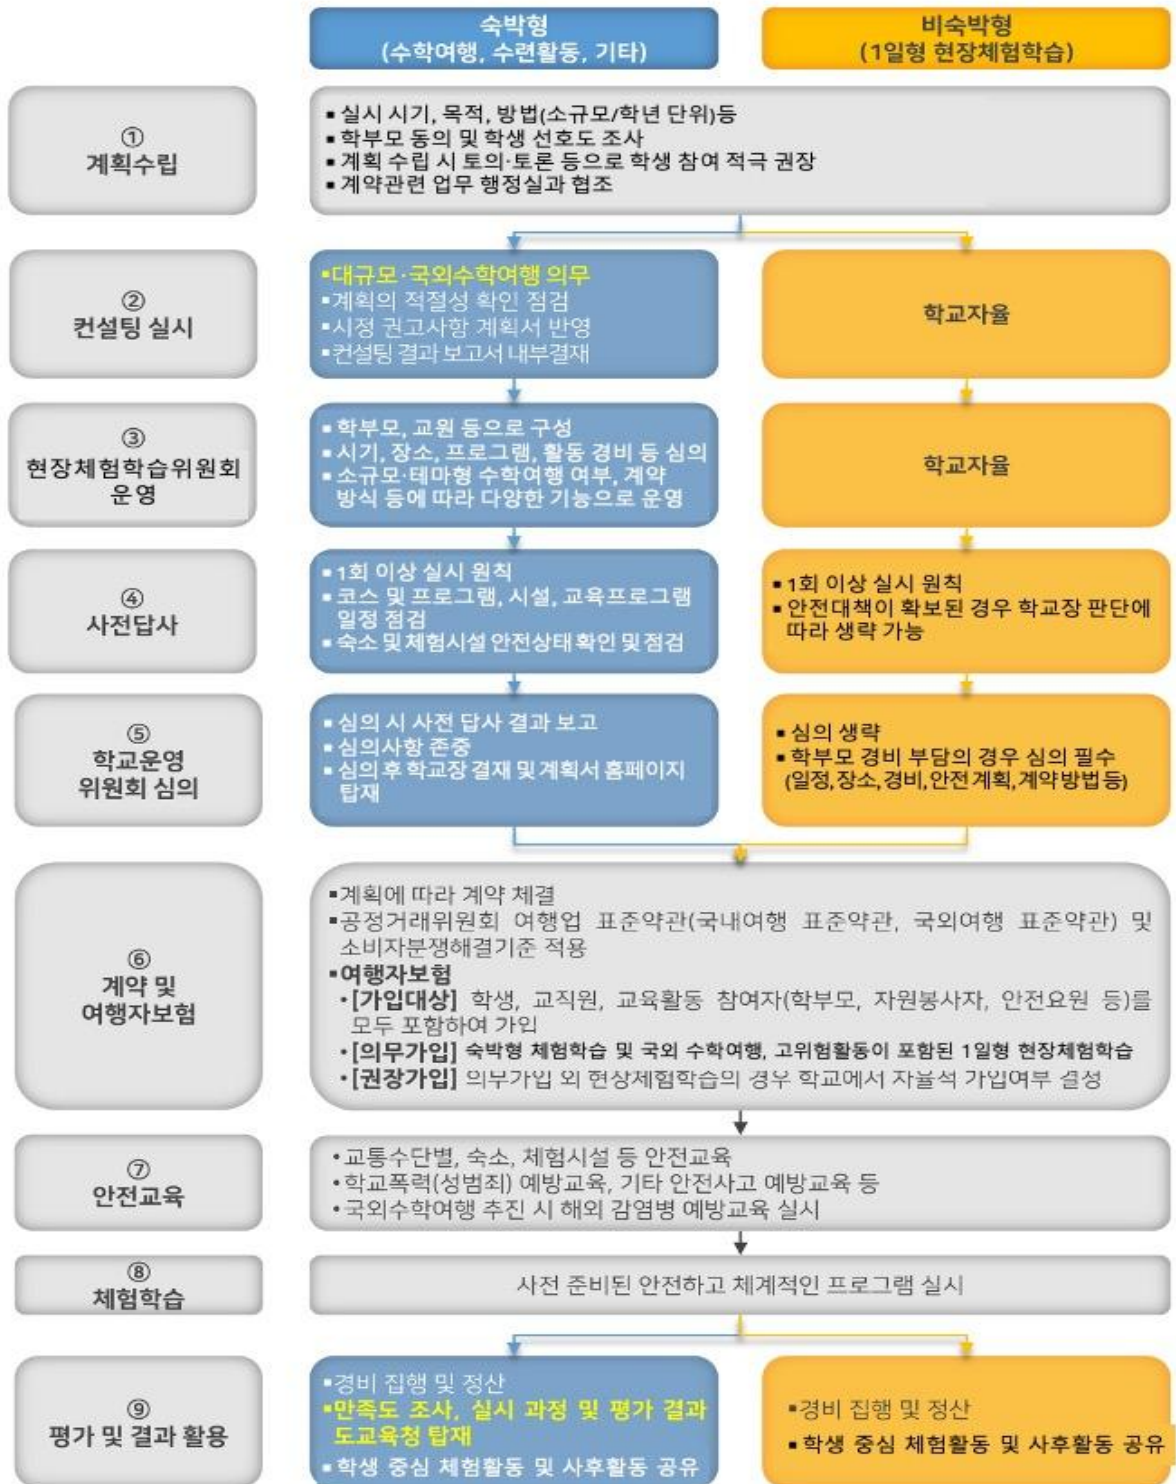 숙박형
(수학여행, 수련활동, 기타)
비숙박형
(1일형 현장체험학습)
①
계획수립
▪ 실시 시기, 목적, 방법(소규모/학년 단위)등
▪ 학부모 동의 및 학생 선호도 조사
▪ 계획 수립 시 토의·토론 등으로 학생 참여 적극 권장
▪ 계약관련 업무 행정실과 협조
②
컨설팅 실시
▪대규모·국외수학여행 의무
▪계획의 적절성 확인 점검
▪시정 권고사항 계획서 반영
▪컨설팅 결과 보고서 내부결재
학교자율
③
현장체험학습위원회
운영
▪ 학부모, 교원 등으로 구성
▪ 시기, 장소, 프로그램, 활동 경비 등 심의
▪ 소규모·테마형 수학여행 여부, 계약
방식 등에 따라 다양한 기능으로 운영
학교자율
④
사전답사
▪ 1회 이상 실시 원칙
▪ 코스 및 프로그램, 시설, 교육프로그램
일정 점검
▪ 숙소 및 체험시설 안전상태 확인 및 점검
▪ 1회 이상 실시 원칙
▪ 안전대책이 확보된 경우 학교장 판단에
따라 생략 가능
⑤
학교운영
위원회 심의
▪ 심의 시 사전 답사 결과 보고
▪ 심의사항 존중
▪ 심의 후 학교장 결재 및 계획서 홈페이지
탑재
▪ 심의 생략
▪ 학부모 경비 부담의 경우 심의 필수
(일정,장소,경비,안전계획,계약방법등)
⑥
계약 및
여행자보험
▪계획에 따라 계약 체결
▪공정거래위원회 여행업 표준약관(국내여행 표준약관, 국외여행 표준약관) 및
소비자분쟁해결기준 적용
▪여행자보험
•[가입대상] 학생, 교직원, 교육활동 참여자(학부모, 자원봉사자, 안전요원 등)를
모두 포함하여 가입
•[의무가입] 숙박형 체험학습 및 국외 수학여행, 고위험활동이 포함된 1일형 현장체험학습
•[권장가입] 의무가입 외 현장체험학습의 경우 학교에서 자율적 가입여부 결정
⑦
안전교육
•교통수단별, 숙소, 체험시설 등 안전교육
•학교폭력(성범죄) 예방교육, 기타 안전사고 예방교육 등
•국외수학여행 추진 시 해외 감염병 예방교육 실시
⑧
체험학습
사전 준비된 안전하고 체계적인 프로그램 실시
⑨
평가 및 결과 활용
▪경비 집행 및 정산
▪만족도 조사, 실시 과정 및 평가 결과
도교육청 탑재
▪ 학생 중심 체험활동 및 사후활동 공유
▪경비 집행 및 정산
▪ 학생 중심 체험활동 및 사후활동 공유